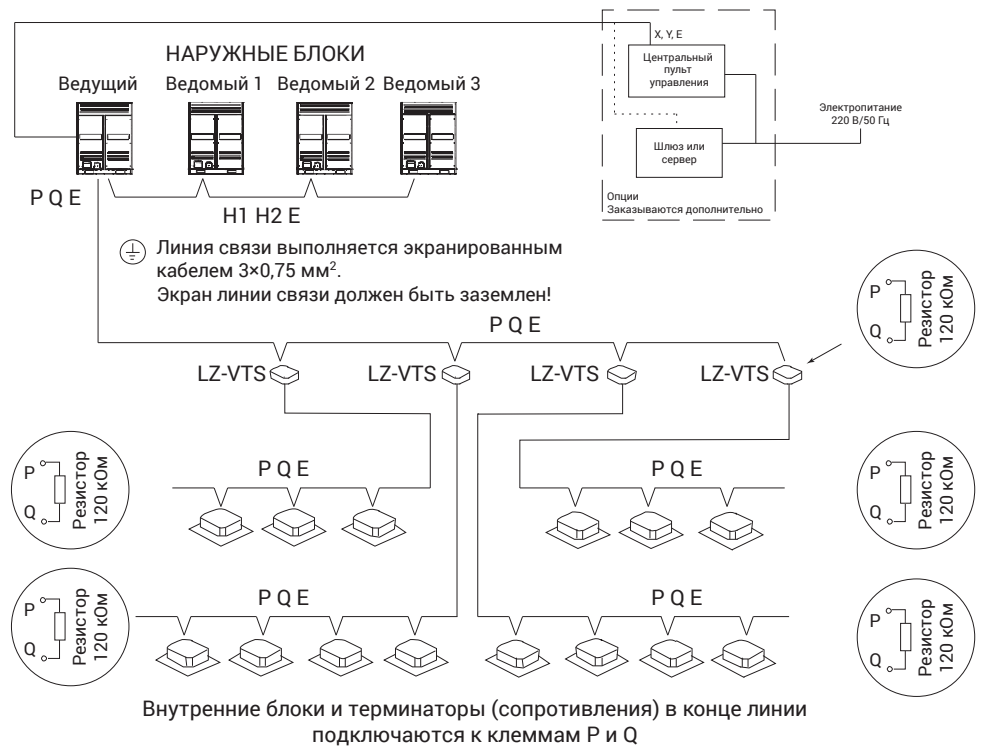 X, Y, E
Центральный
пульт
управления
Электропитание
220 В/50 Гц
Шлюз или
сервер
Опции
Заказываются дополнительно
НАРУЖНЫЕ БЛОКИ
Ведущий Ведомый 1 Ведомый 2 Ведомый 3
P Q E
H1 H2 E
Линия связи выполняется экранированным
кабелем 3×0,75 мм².
Экран линии связи должен быть заземлен!
P Q E
P
Q
Резистор
120 кОм
LZ-VTS LZ-VTS LZ-VTS LZ-VTS
P
Q
Резистор
120 кОм
P Q E
P Q E
P
Q
Резистор
120 кОм
P
Q
Резистор
120 кОм
P Q E
P Q E
P
Q
Резистор
120 кОм
Внутренние блоки и терминаторы (сопротивления) в конце линии
подключаются к клеммам P и Q